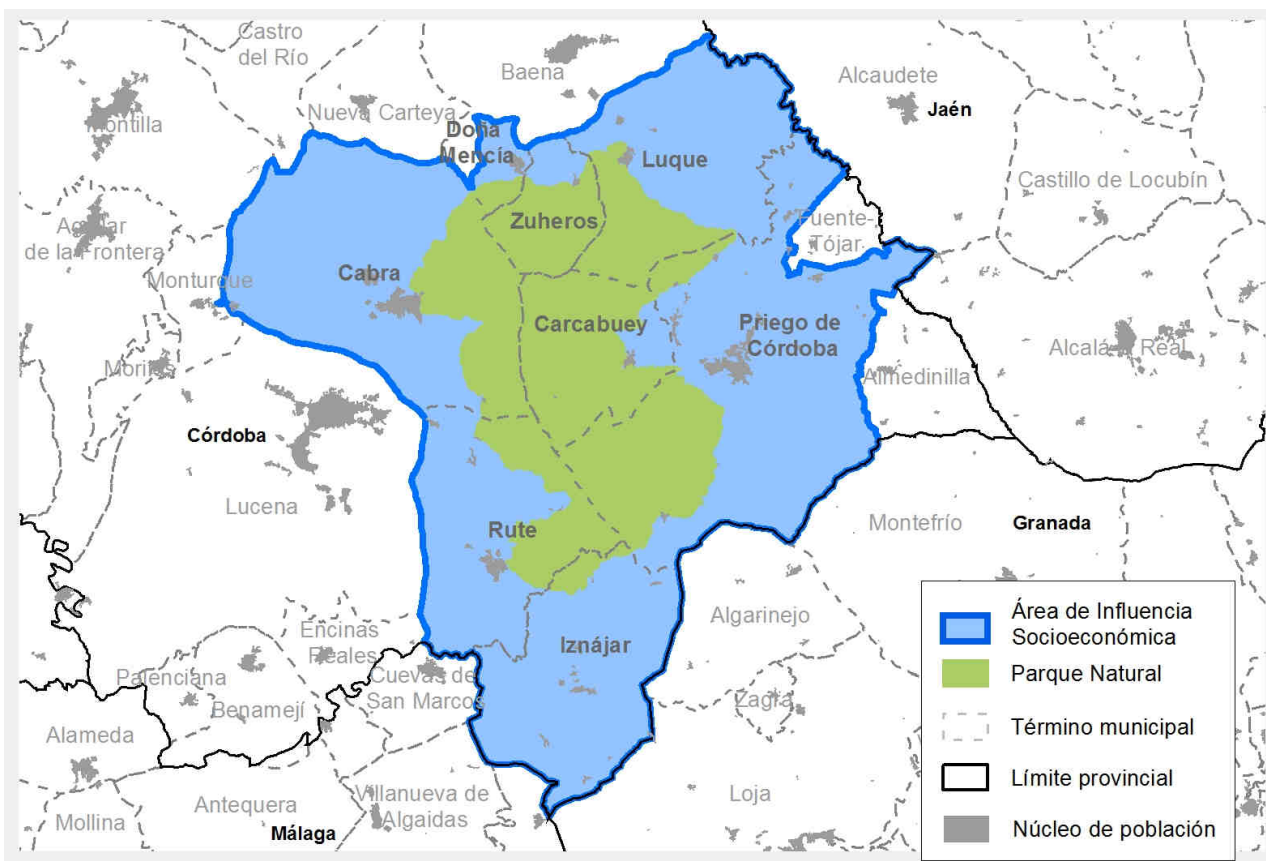 Castro
del Río
Baena
Alcaudete
Jaén
Montilla
Nueva Carteya
Doña
Mencía
Luque
Castillo de Locubín
Aguilar
de la Frontera
Zuheros
Fuente-
Tójar
Monturque
Cabra
Carcabuey
Priego de
Córdoba
Alcalá Real
Moriles
Almedinilla
Córdoba
Lucena
Rute
Montefrío
Granada
Encinas
Reales
Iznájar
Algarinejo
Palenciana
Cuevas de
San Marcos
Benamejí
Zagra
Alameda
Antequera
Villanueva de
Algaidas
Loja
Mollina
Málaga
Área de Influencia
Socioeconómica
Parque Natural
Término municipal
Límite provincial
Núcleo de población